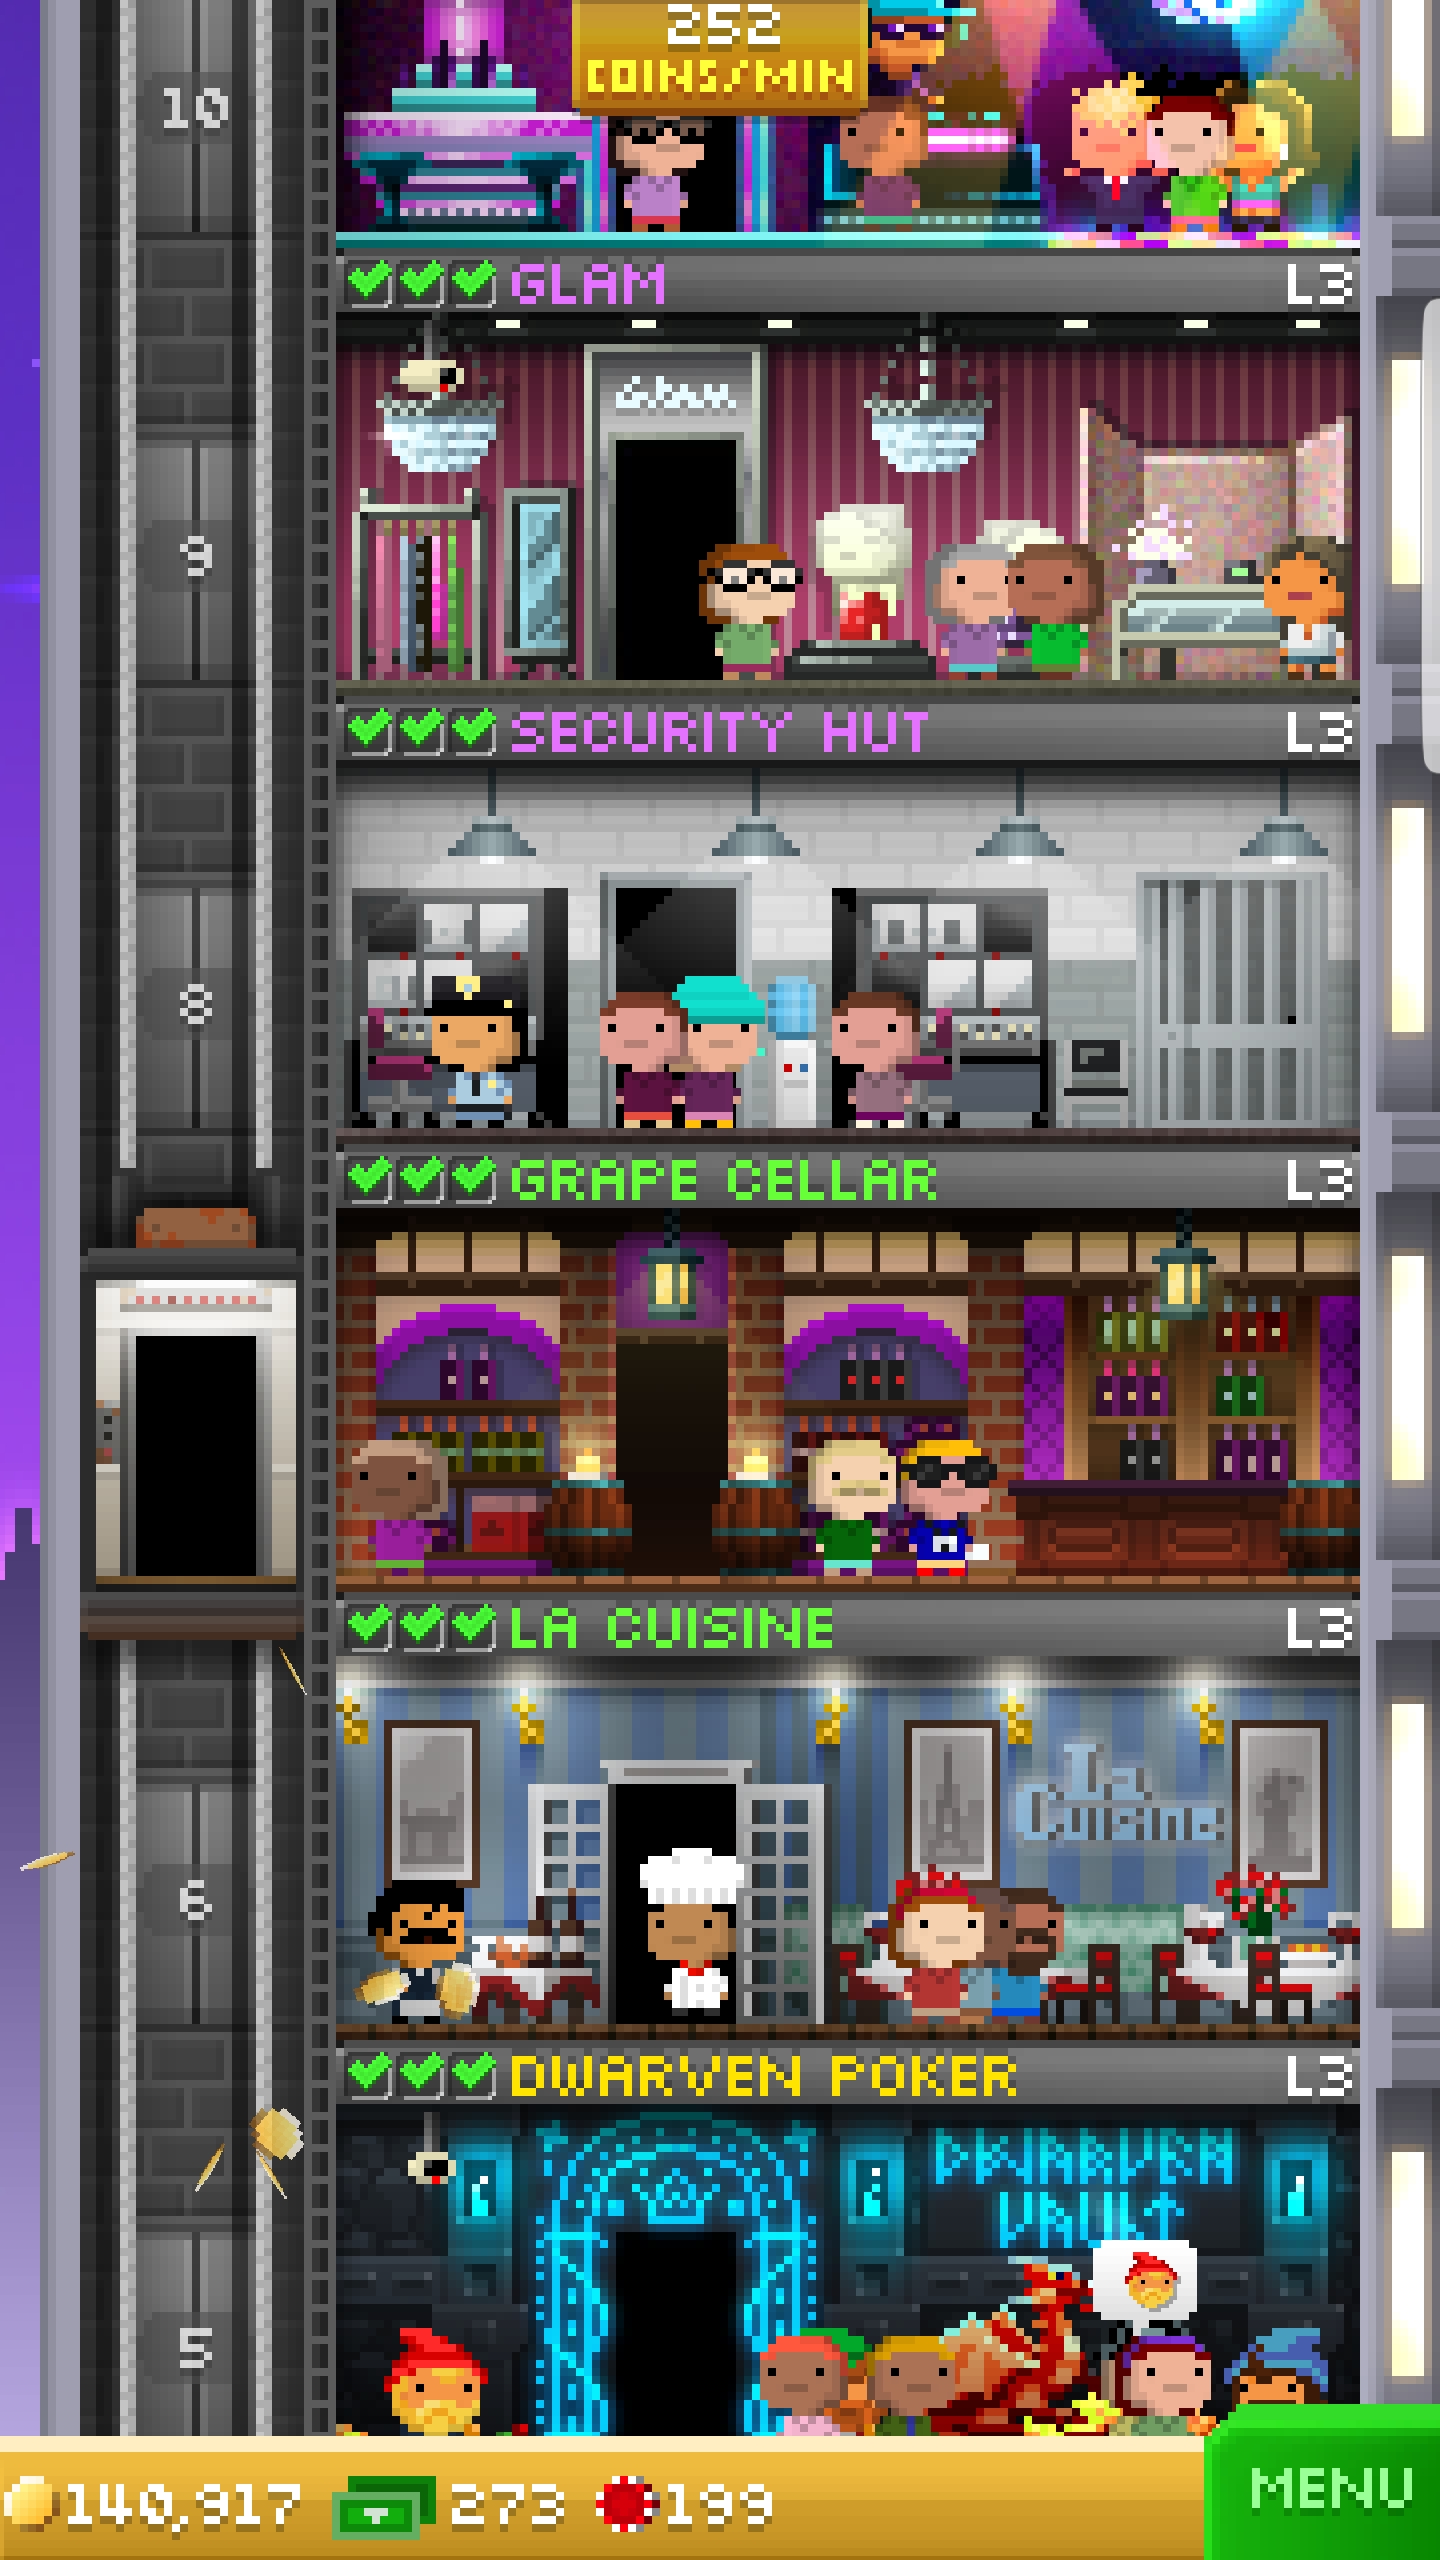 252
COINS/MIN
10
GLAM L3
Glam
9
SECURITY HUT L3
8
GRAPE CELLAR L3
LA CUISINE L3
La
Cuisine
6
DWARVEN POKER L3
DWARVEN
VAULT
5
140,917 273 199
MENU